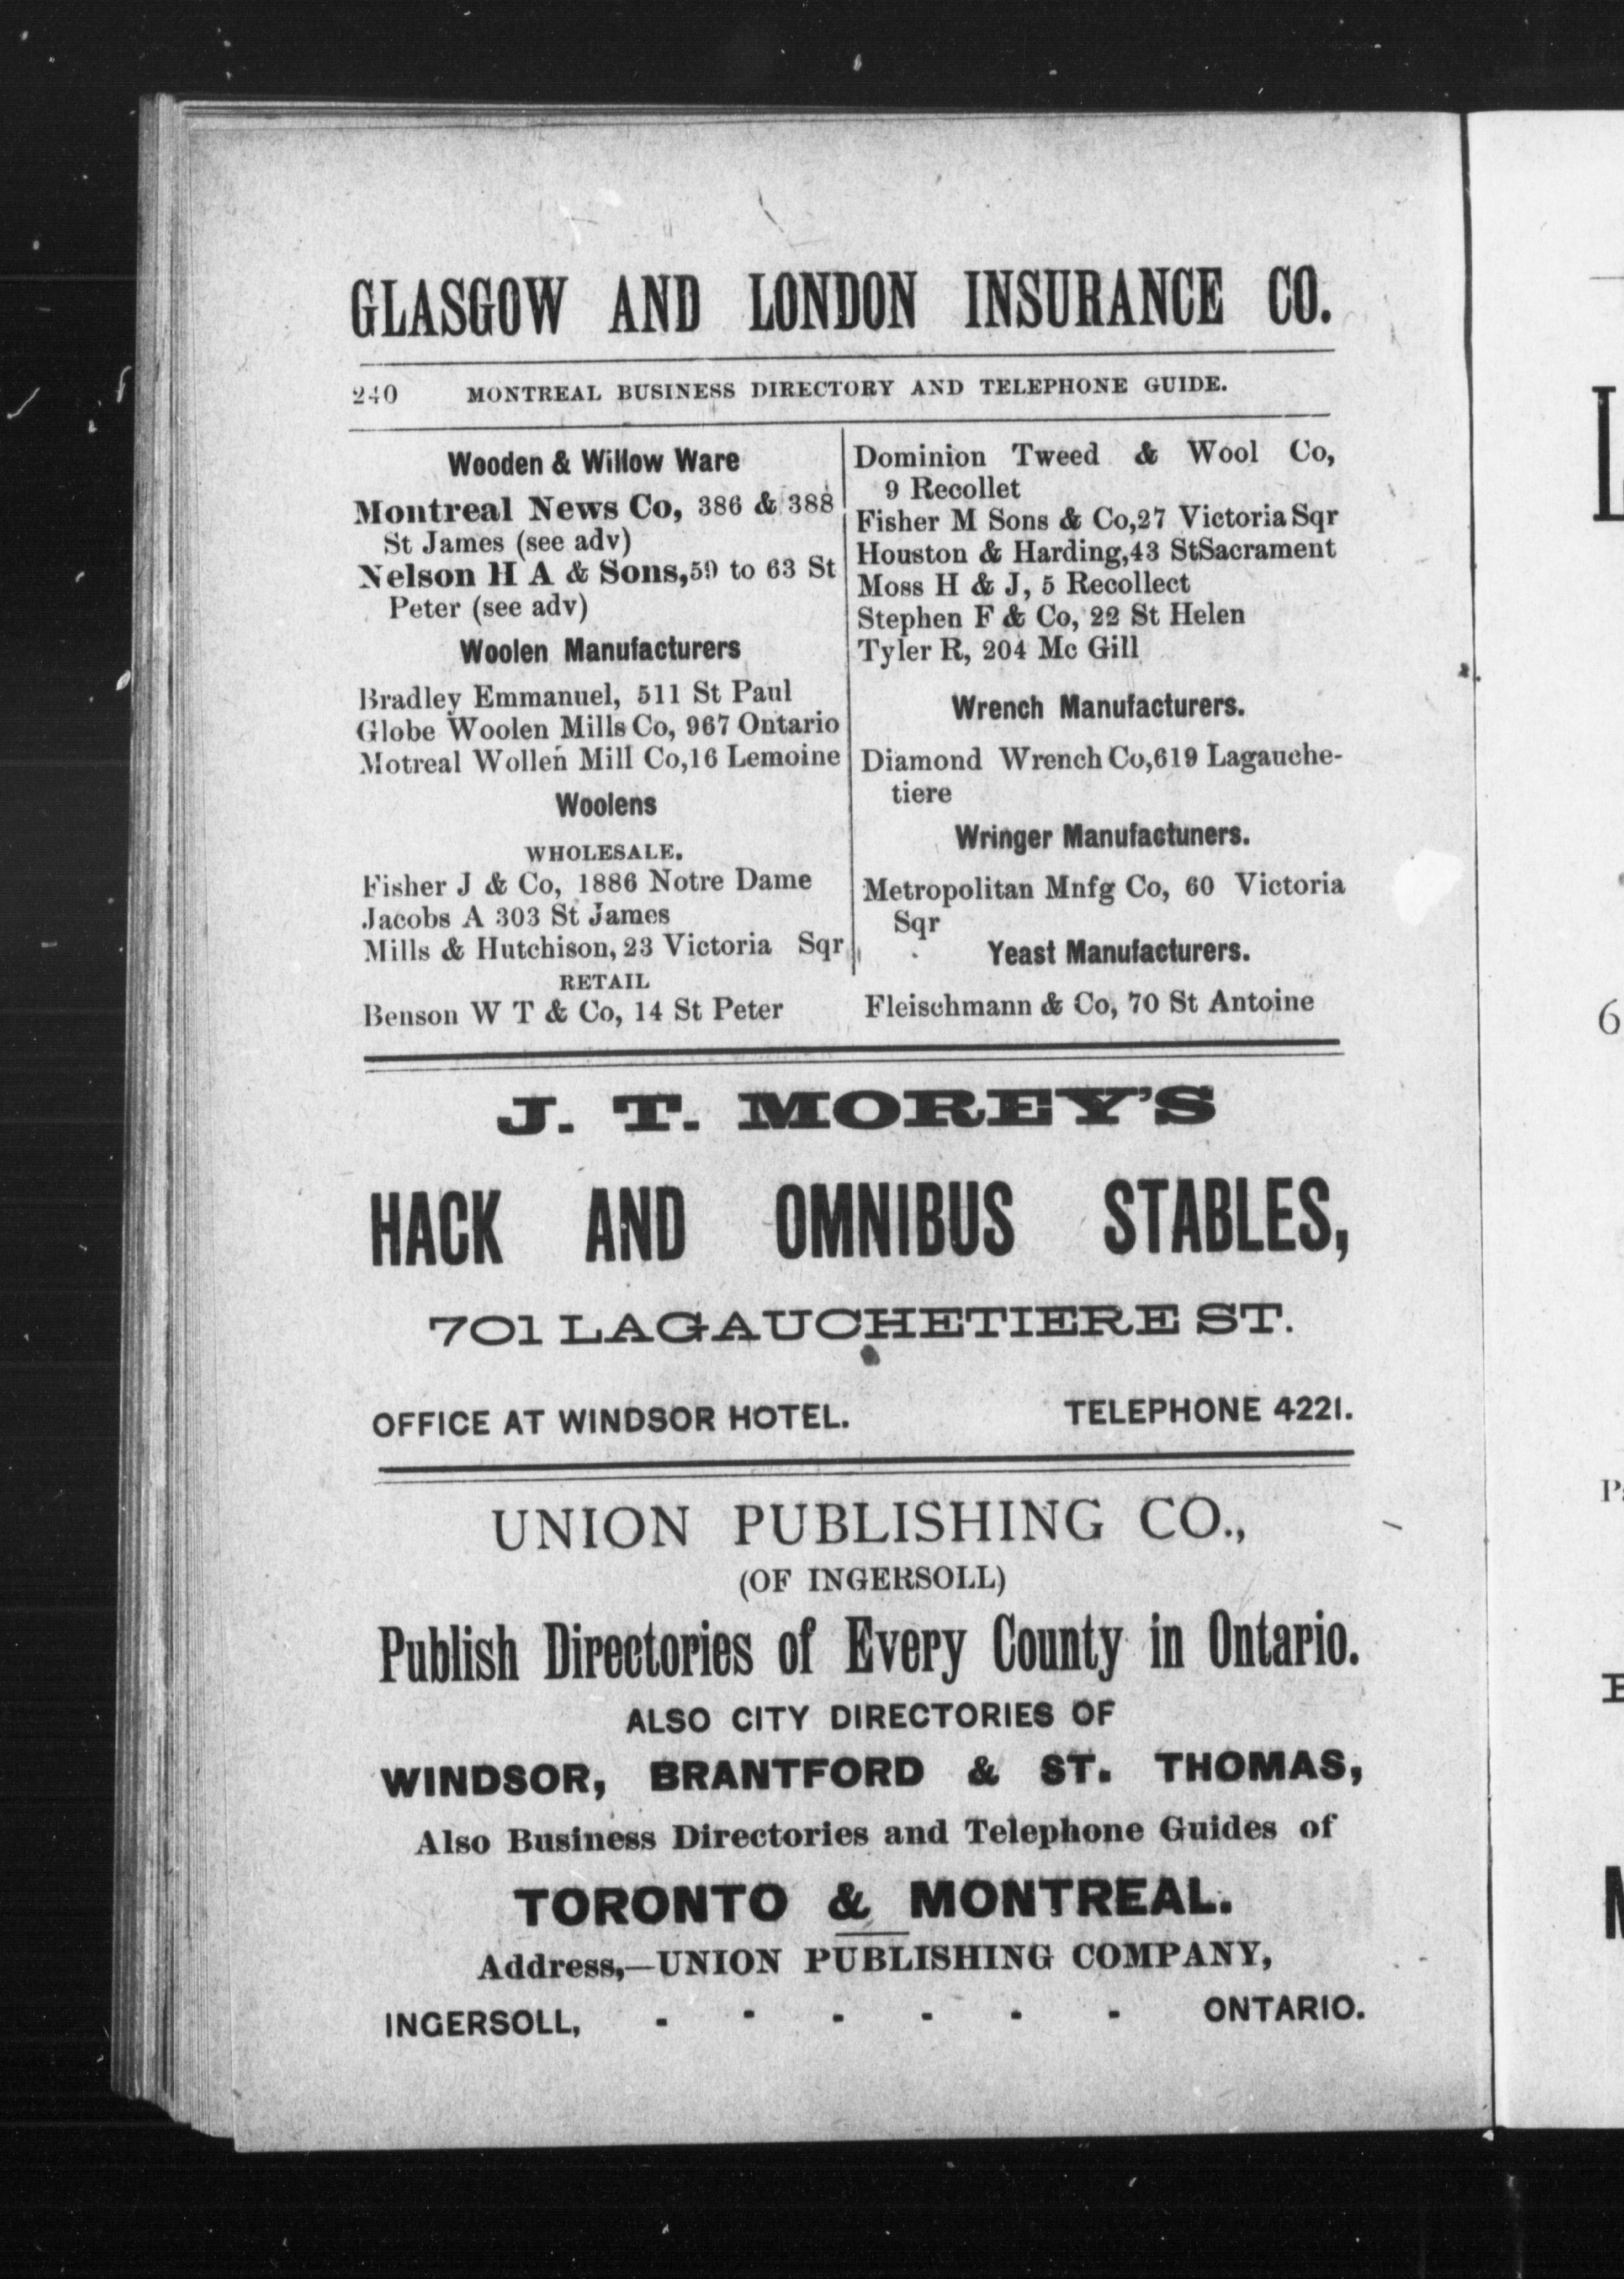 GLASGOW AND LONDON INSURANCE CO.
240 MONTREAL BUSINESS DIRECTORY AND TELEPHONE GUIDE.
Wooden & Willow Ware
Montreal News Co, 386 & 388
St James (see adv)
Nelson H A & Sons,59 to 63 St
Peter (see adv)
Woolen Manufacturers
Bradley Emmanuel, 511 St Paul
Globe Woolen Mills Co, 967 Ontario
Motreal Wollen Mill Co,16 Lemoine
Woolens
WHOLESALE.
Fisher J & Co, 1886 Notre Dame
Jacobs A 303 St James
Mills & Hutchison, 23 Victoria Sqr
RETAIL
Benson W T & Co, 14 St Peter
Dominion Tweed & Wool Co,
9 Recollet
Fisher M Sons & Co,27 Victoria Sqr
Houston & Harding,43 StSacrament
Moss H & J, 5 Recollect
Stephen F & Co, 22 St Helen
Tyler R, 204 Mc Gill
Wrench Manufacturers.
Diamond Wrench Co,619 Lagauche-
tiere
Wringer Manufactuners.
Metropolitan Mnfg Co, 60 Victoria
Sqr
Yeast Manufacturers.
Fleischmann & Co, 70 St Antoine
J. T. MOREY'S
HACK AND OMNIBUS STABLES,
701 LAGAUCHETIERE ST.
OFFICE AT WINDSOR HOTEL. TELEPHONE 4221.
UNION PUBLISHING CO.,
(OF INGERSOLL)
Publish Directories of Every County in Ontario.
ALSO CITY DIRECTORIES OF
WINDSOR, BRANTFORD & ST. THOMAS,
Also Business Directories and Telephone Guides of
TORONTO & MONTREAL.
Address,—UNION PUBLISHING COMPANY,
INGERSOLL, - - - - - - ONTARIO.